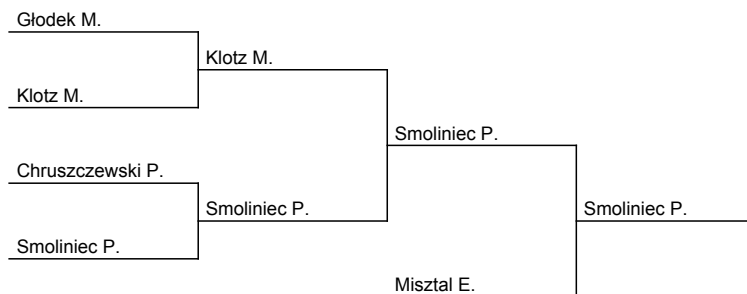 Głodek M.
Klotz M.
Klotz M.
Smoliniec P.
Chruszczewski P.
Smoliniec P.
Smoliniec P.
Smoliniec P.
Misztal E.